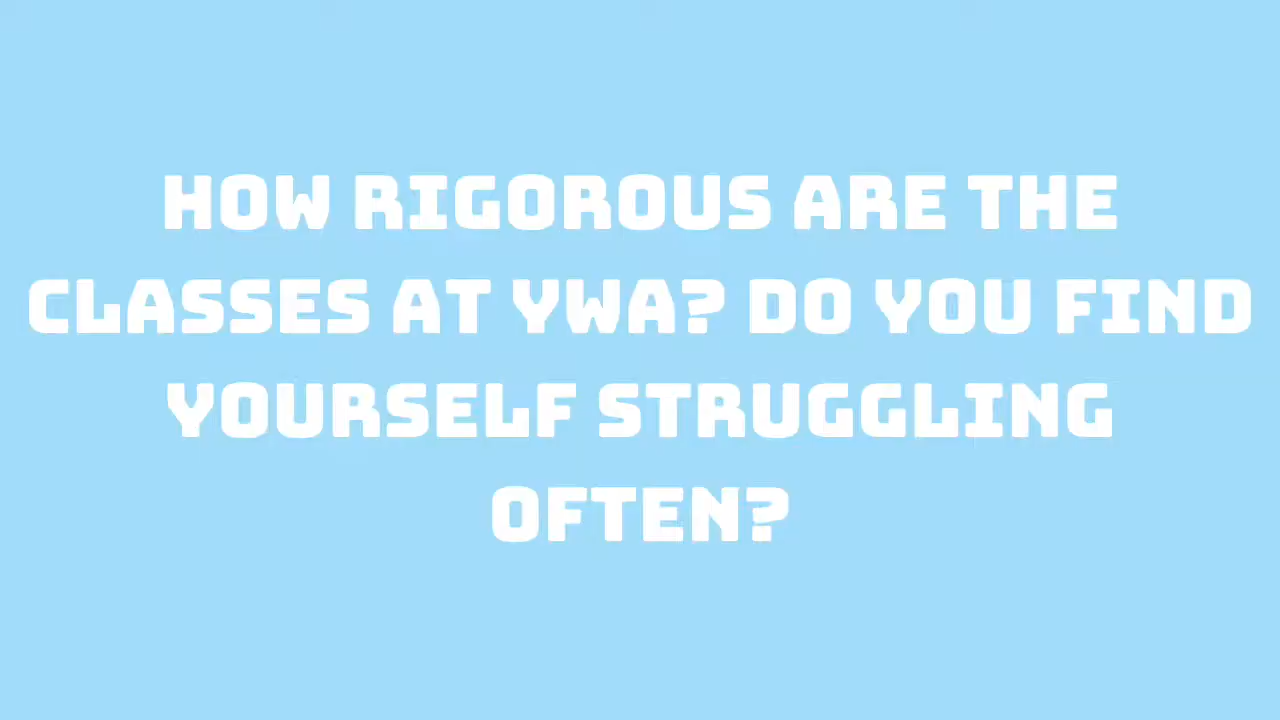 HOW RIGOROUS ARE THE
CLASSES AT YWA? DO YOU FIND
YOURSELF STRUGGLING
OFTEN?